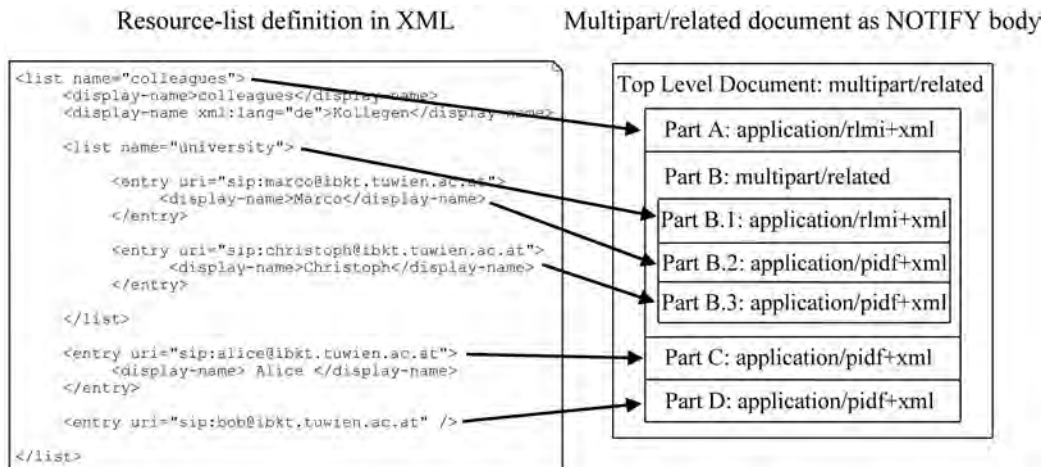 Resource-list definition in XML
Multipart/related document as NOTIFY body
<list name="colleagues">
<display-name>colleagues</display-name>
<display-name xml:lang="de">Kollegen</display-name>
<list name="university">
<entry uri="sip:marco@ibkt.tuwien.ac.at">
<display-name>Marco</display-name>
</entry>
<entry uri="sip:christoph@ibkt.tuwien.ac.at">
<display-name>Christoph</display-name>
</entry>
</list>
<entry uri="sip:alice@ibkt.tuwien.ac.at">
<display-name> Alice </display-name>
</entry>
<entry uri="sip:bob@ibkt.tuwien.ac.at" />
</list>
Top Level Document: multipart/related
Part A: application/rlmi+xml
Part B: multipart/related
Part B.1: application/rlmi+xml
Part B.2: application/pidf+xml
Part B.3: application/pidf+xml
Part C: application/pidf+xml
Part D: application/pidf+xml